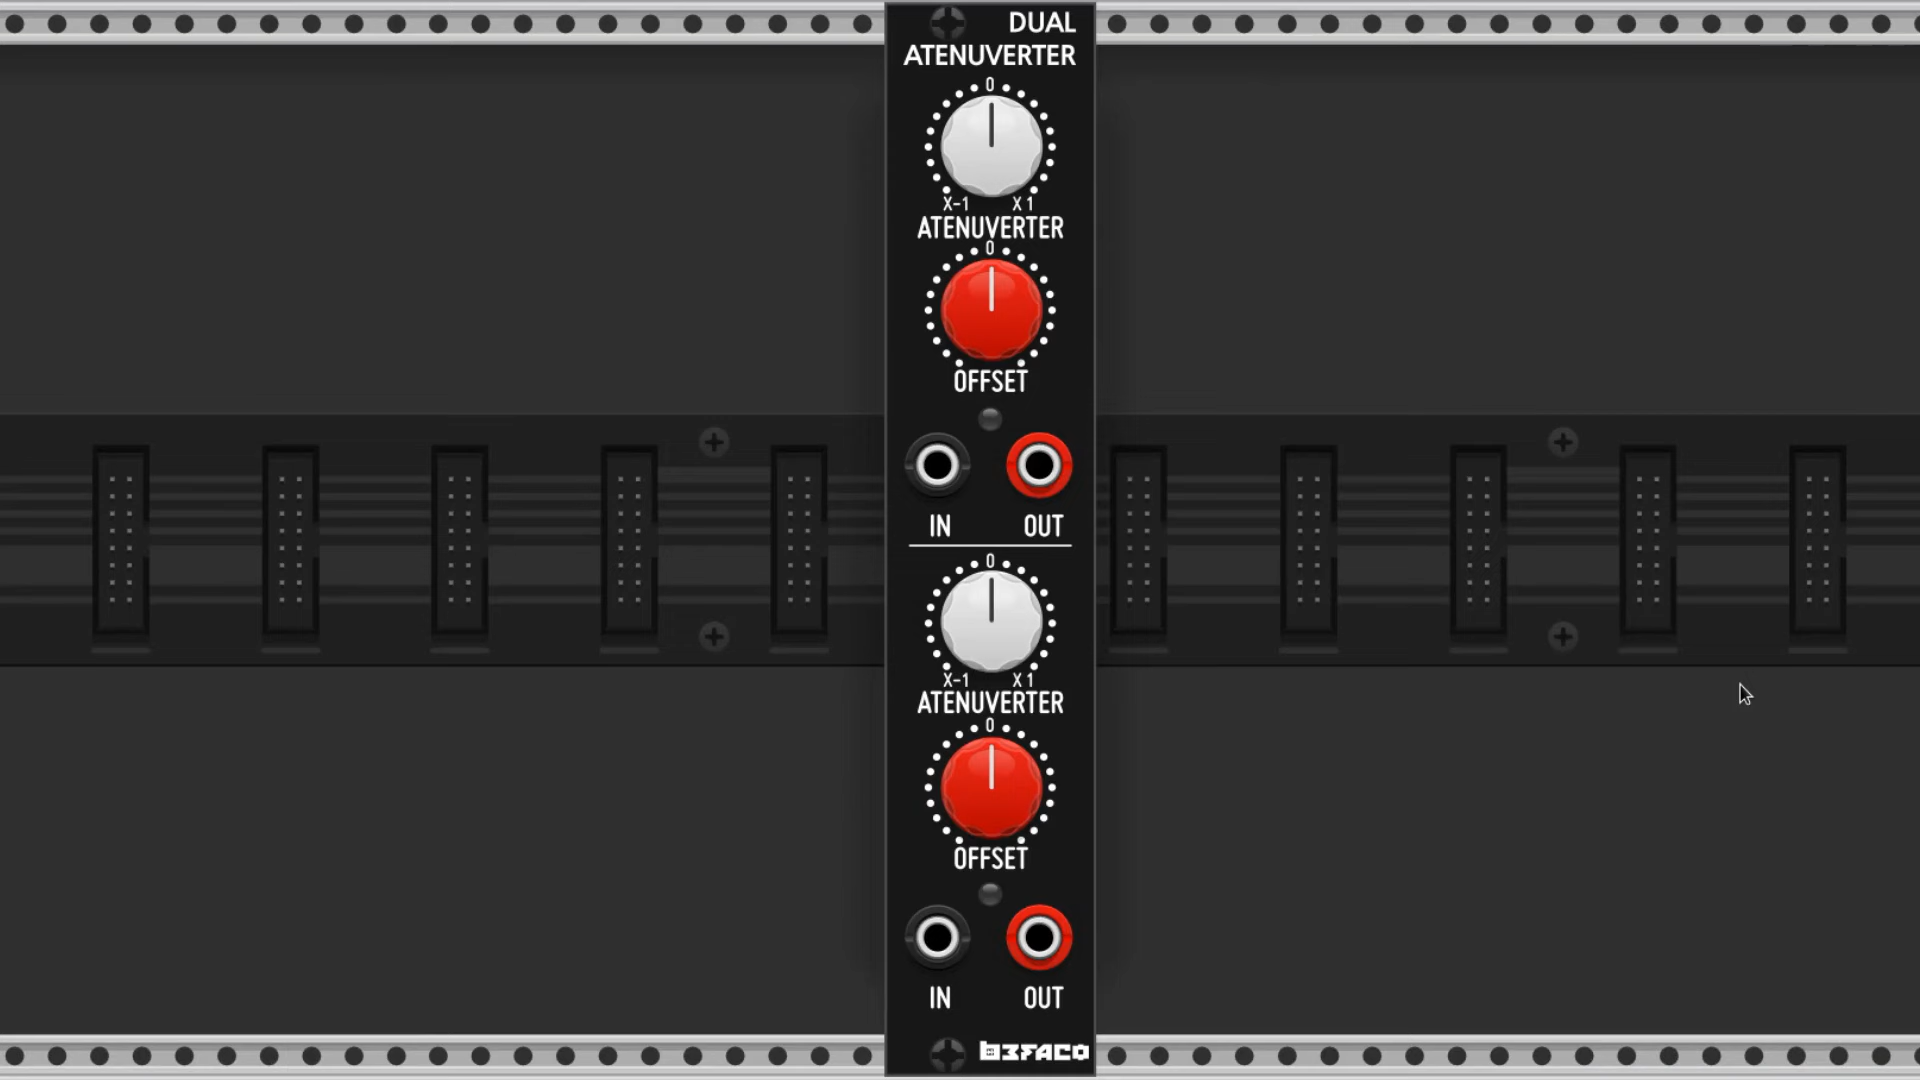 DUAL
ATENUVERTER
0
X-1 X 1
ATENUVERTER
0
OFFSET
IN OUT
0
X-1 X 1
ATENUVERTER
0
OFFSET
IN OUT
B3FACO